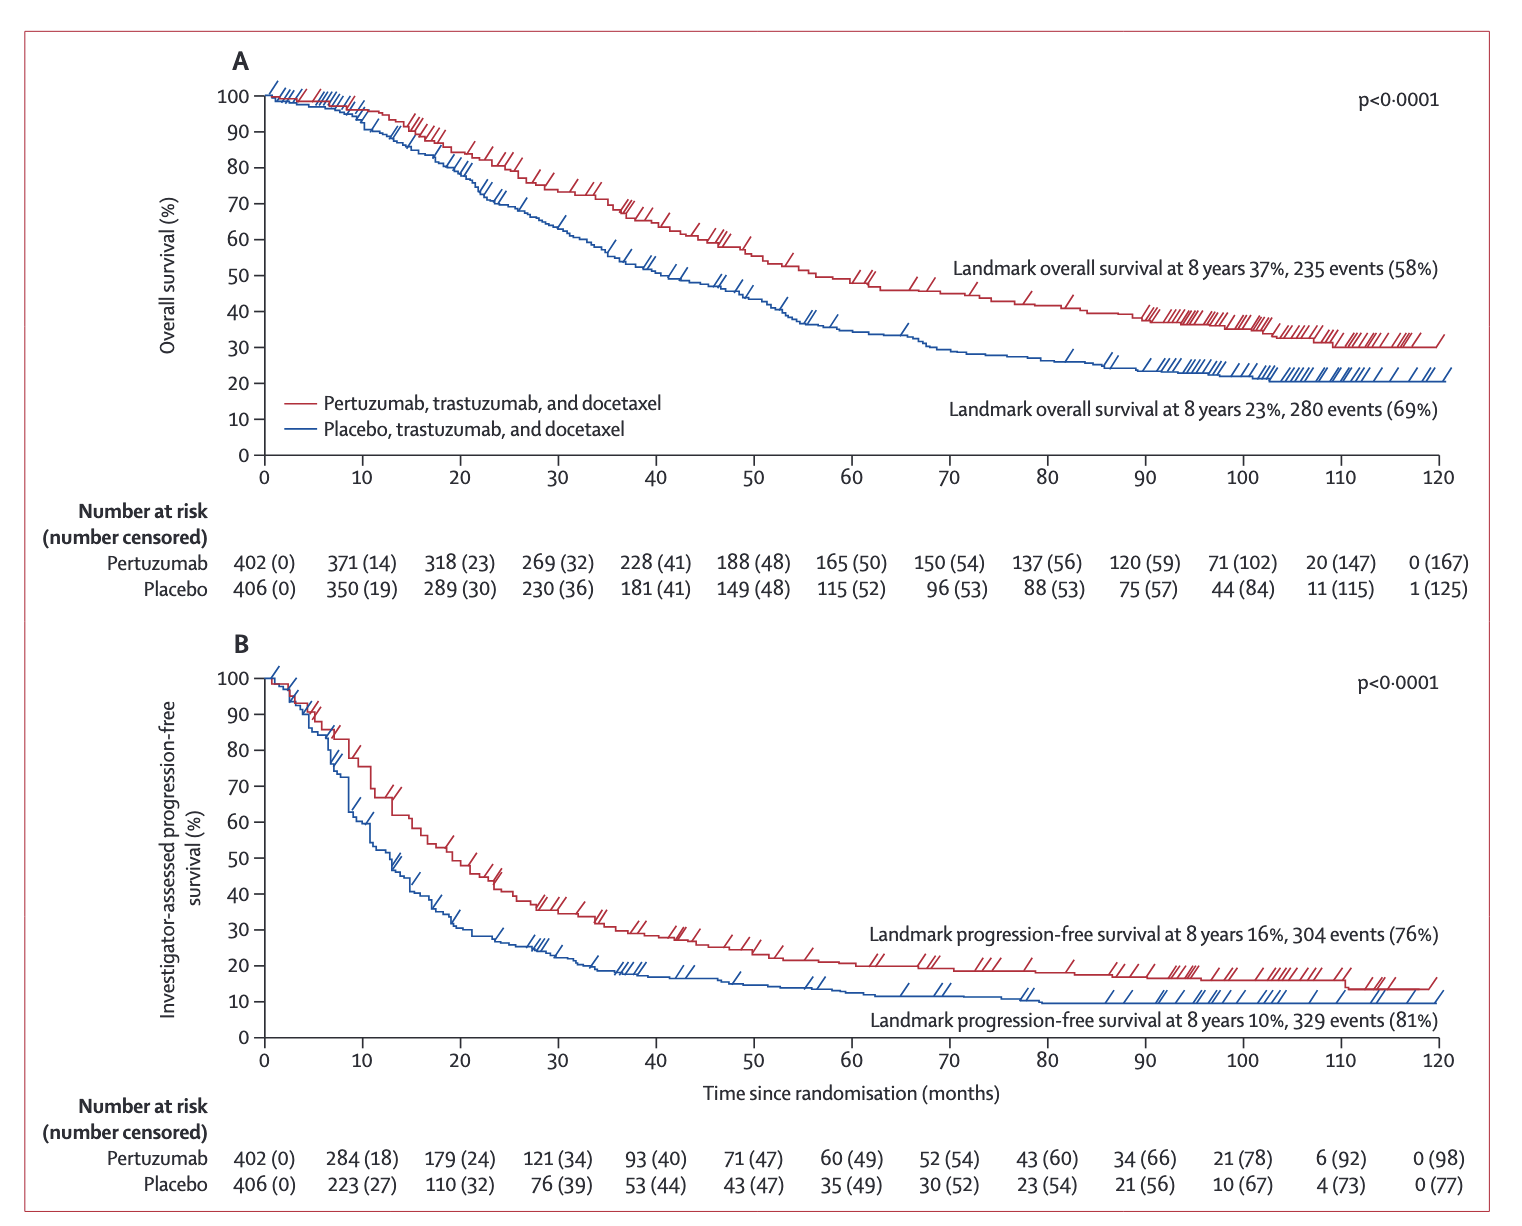 A
p<0·0001
100
90
80
70
60
50
40
30
20
10
0
Overall survival (%)
Landmark overall survival at 8 years 37%, 235 events (58%)
Landmark overall survival at 8 years 23%, 280 events (69%)
Pertuzumab, trastuzumab, and docetaxel
Placebo, trastuzumab, and docetaxel
0 10 20 30 40 50 60 70 80 90 100 110 120
Number at risk
(number censored)
Pertuzumab 402 (0) 371 (14) 318 (23) 269 (32) 228 (41) 188 (48) 165 (50) 150 (54) 137 (56) 120 (59) 71 (102) 20 (147) 0 (167)
Placebo 406 (0) 350 (19) 289 (30) 230 (36) 181 (41) 149 (48) 115 (52) 96 (53) 88 (53) 75 (57) 44 (84) 11 (115) 1 (125)
B
p<0·0001
100
90
80
70
60
50
40
30
20
10
0
Investigator-assessed progression-free
survival (%)
Landmark progression-free survival at 8 years 16%, 304 events (76%)
Landmark progression-free survival at 8 years 10%, 329 events (81%)
0 10 20 30 40 50 60 70 80 90 100 110 120
Time since randomisation (months)
Number at risk
(number censored)
Pertuzumab 402 (0) 284 (18) 179 (24) 121 (34) 93 (40) 71 (47) 60 (49) 52 (54) 43 (60) 34 (66) 21 (78) 6 (92) 0 (98)
Placebo 406 (0) 223 (27) 110 (32) 76 (39) 53 (44) 43 (47) 35 (49) 30 (52) 23 (54) 21 (56) 10 (67) 4 (73) 0 (77)